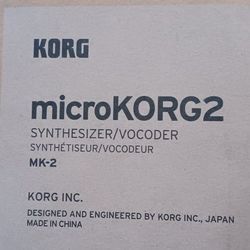 KORG
microKORG2
SYNTHESIZER/VOCODER
SYNTHÉTISEUR/VOCODEUR
MK-2
KORG INC.
DESIGNED AND ENGINEERED BY KORG INC., JAPAN
MADE IN CHINA